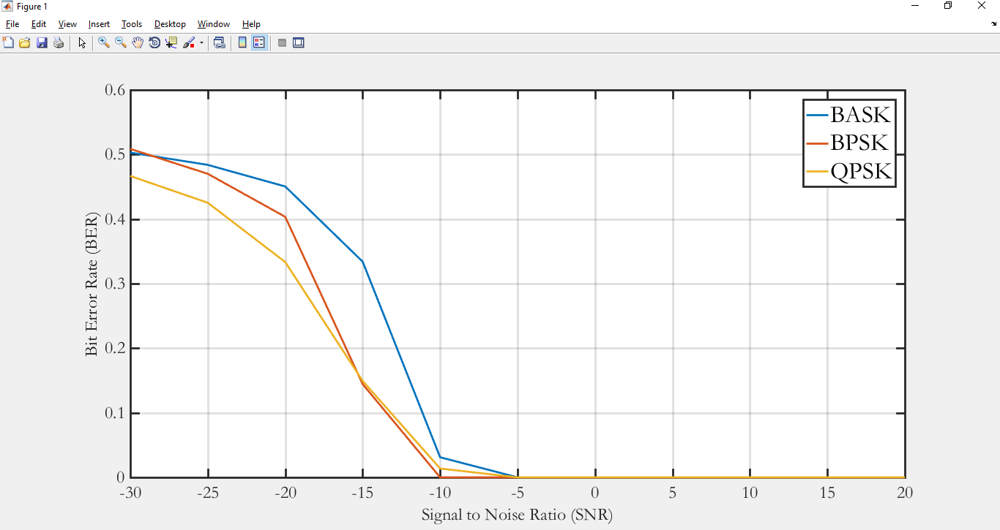 Figure 1
File Edit View Insert Tools Desktop Window Help
0.6
0.5
0.4
0.3
0.2
0.1
0
Bit Error Rate (BER)
BASK
BPSK
QPSK
-30 -25 -20 -15 -10 -5 0 5 10 15 20
Signal to Noise Ratio (SNR)